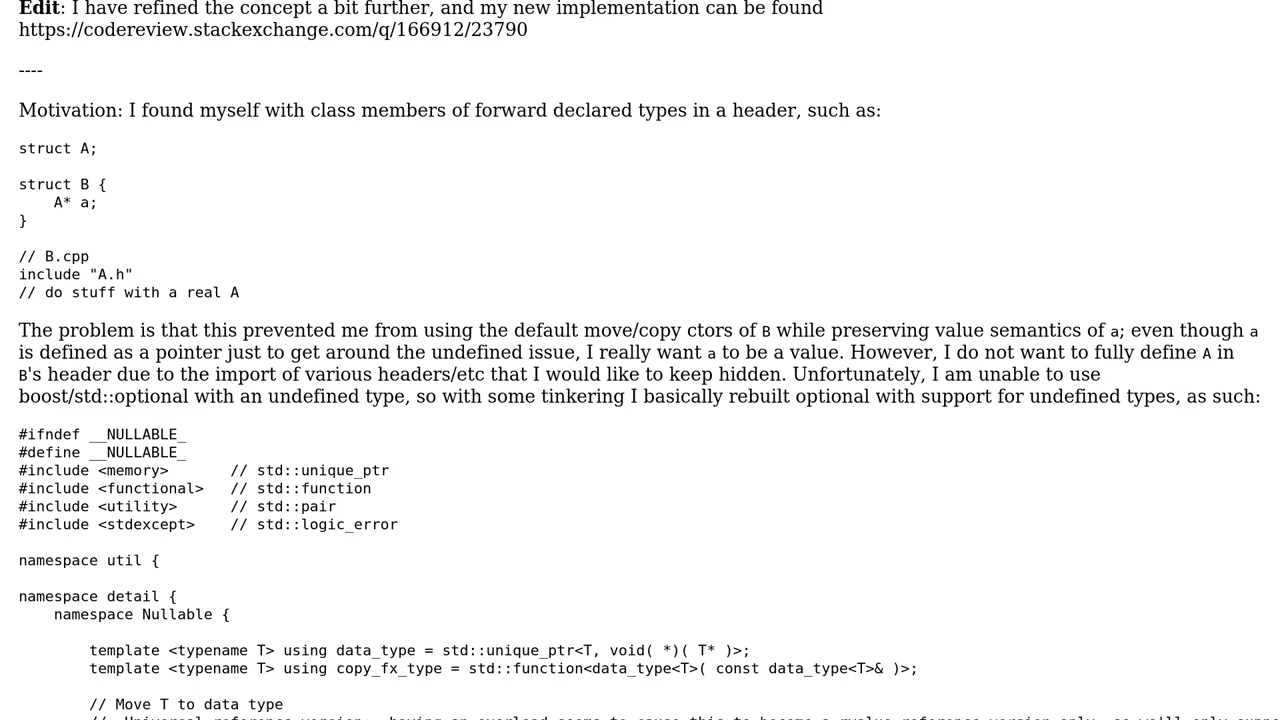 Edit: I have refined the concept a bit further, and my new implementation can be found
https://codereview.stackexchange.com/q/166912/23790
----
Motivation: I found myself with class members of forward declared types in a header, such as:
struct A;
struct B {
    A* a;
}
// B.cpp
include "A.h"
// do stuff with a real A
The problem is that this prevented me from using the default move/copy ctors of B while preserving value semantics of a; even though a
is defined as a pointer just to get around the undefined issue, I really want a to be a value. However, I do not want to fully define A in
B's header due to the import of various headers/etc that I would like to keep hidden. Unfortunately, I am unable to use
boost/std::optional with an undefined type, so with some tinkering I basically rebuilt optional with support for undefined types, as such:
#ifndef __NULLABLE_
#define __NULLABLE_
#include <memory>       // std::unique_ptr
#include <functional>   // std::function
#include <utility>      // std::pair
#include <stdexcept>    // std::logic_error
namespace util {
namespace detail {
    namespace Nullable {
        template <typename T> using data_type = std::unique_ptr<T, void( *)( T* )>;
        template <typename T> using copy_fx_type = std::function<data_type<T>( const data_type<T>& )>;
        // Move T to data type